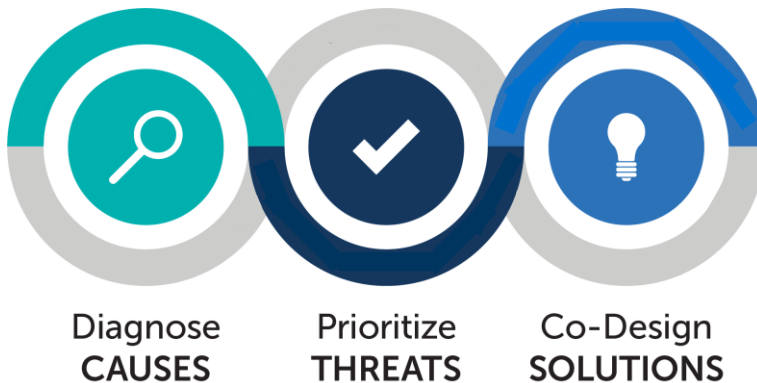 Diagnose
CAUSES
Prioritize
THREATS
Co-Design
SOLUTIONS